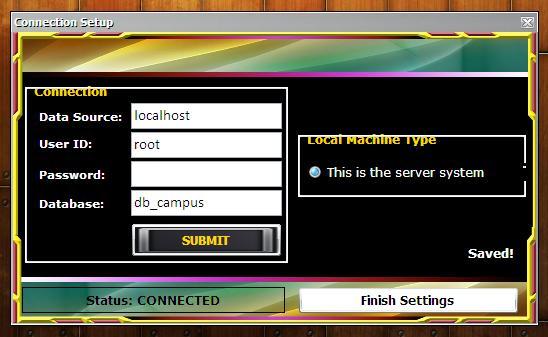 Connection Setup
Connection
Data Source: localhost
User ID: root
Password:
Database: db_campus
SUBMIT
Local Machine Type
This is the server system
Saved!
Status: CONNECTED
Finish Settings